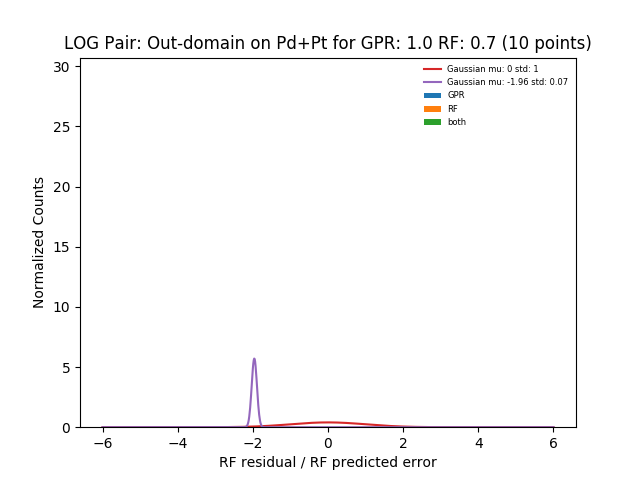 LOG Pair: Out-domain on Pd+Pt for GPR: 1.0 RF: 0.7 (10 points)
Gaussian mu: 0 std: 1
Gaussian mu: -1.96 std: 0.07
GPR
RF
both
Normalized Counts
30
25
20
15
10
5
0
−6 −4 −2 0 2 4 6
RF residual / RF predicted error